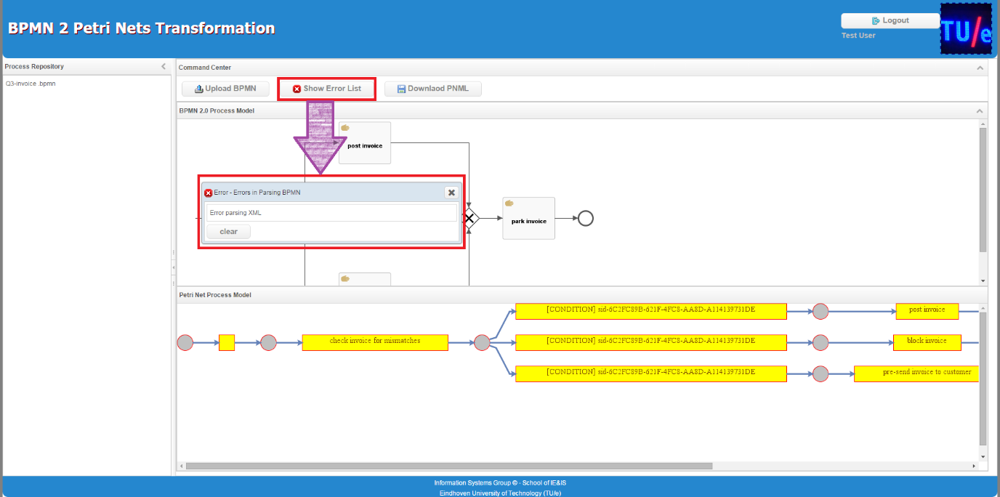 BPMN 2 Petri Nets Transformation
Logout
Test User
TU/e
Process Repository
Q3-invoice .bpmn
Command Center
Upload BPMN
Show Error List
Downlaod PNML
BPMN 2.0 Process Model
post invoice
Error - Errors in Parsing BPMN
Error parsing XML
clear
park invoice
Petri Net Process Model
[CONDITION] sid-6C2FC89B-621F-4FC8-AA8D-A114139731DE
post invoice
check invoice for mismatches
[CONDITION] sid-6C2FC89B-621F-4FC8-AA8D-A114139731DE
block invoice
[CONDITION] sid-6C2FC89B-621F-4FC8-AA8D-A114139731DE
pre-send invoice to customer
Information Systems Group © - School of IE&IS
Eindhoven University of Technology (TU/e)